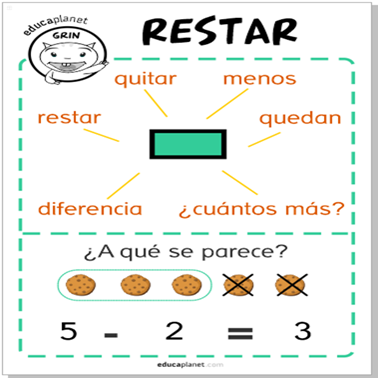 educaplanet
GRIN
RESTAR
quitar menos
restar quedan
diferencia ¿cuántos más?
¿A qué se parece?
5 - 2 = 3
educaplanet.com